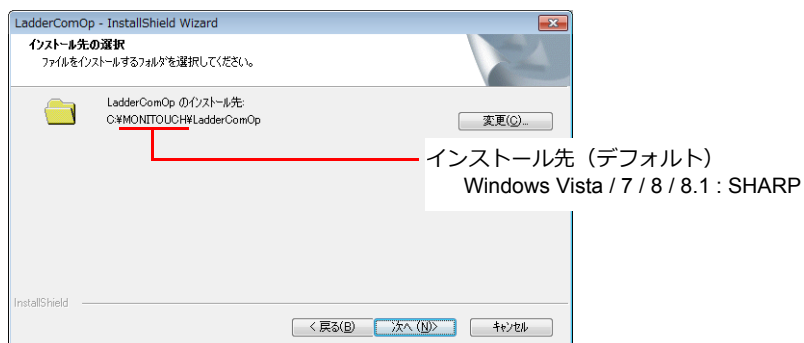 LadderComOp - InstallShield Wizard
インストール先の選択
ファイルをインストールするフォルダを選択してください。
LadderComOp のインストール先:
C:¥MONITOUCH¥LadderComOp
変更(C)...
インストール先（デフォルト）
Windows Vista / 7 / 8 / 8.1 : SHARP
InstallShield
< 戻る(B)
次へ (N)>
キャンセル